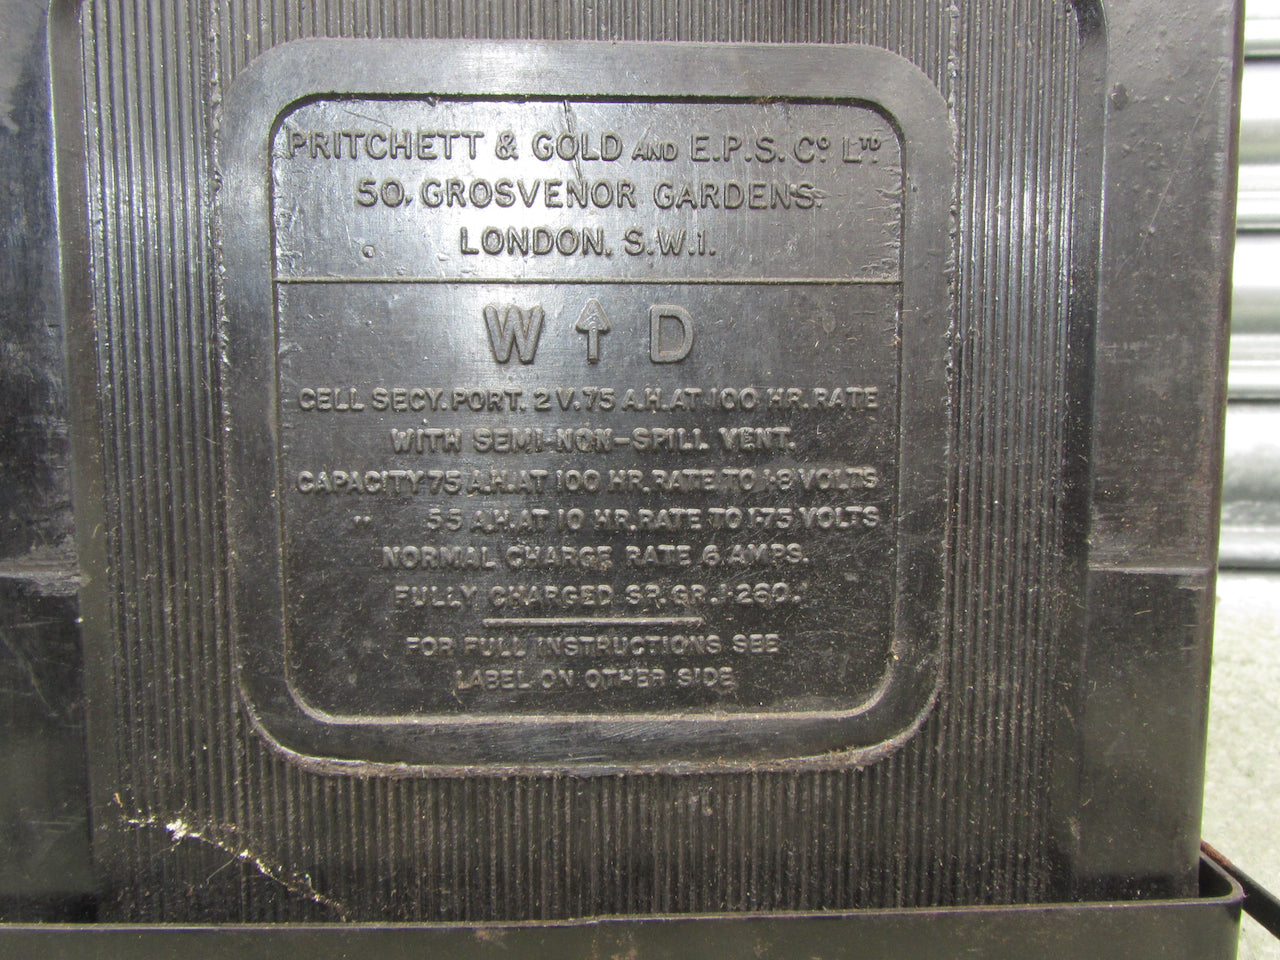 PRITCHETT & GOLD AND E.P.S. Cº LTD.
50, GROSVENOR GARDENS.
LONDON. S.W.1.
W ↑ D
CELL SECY. PORT. 2 V. 75 A.H. AT 100 HR. RATE
WITH SEMI-NON-SPILL VENT.
CAPACITY 75 A.H. AT 100 HR. RATE TO 1·8 VOLTS
" 55 A.H. AT 10 HR. RATE TO 1·75 VOLTS
NORMAL CHARGE RATE 6 AMPS.
FULLY CHARGED SP. GR. 1·260.
FOR FULL INSTRUCTIONS SEE
LABEL ON OTHER SIDE